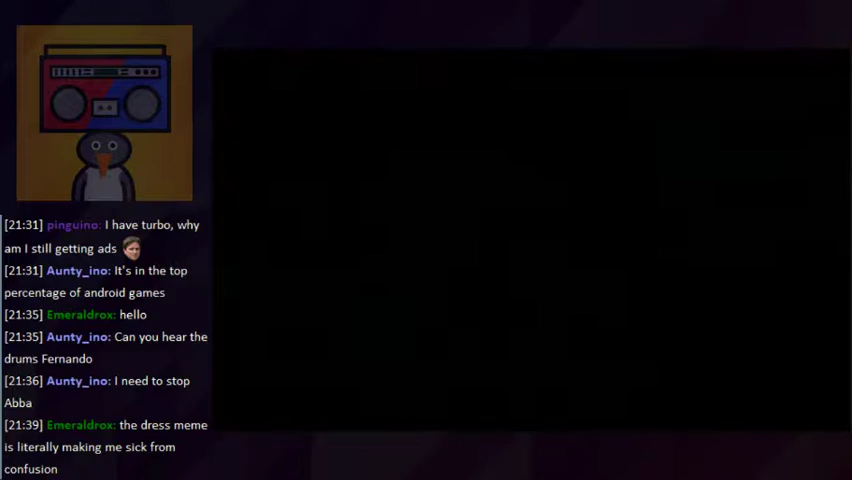 [21:31] pinguino: I have turbo, why
am I still getting ads
[21:31] Aunty_ino: It's in the top
percentage of android games
[21:35] Emeraldrox: hello
[21:35] Aunty_ino: Can you hear the
drums Fernando
[21:36] Aunty_ino: I need to stop
Abba
[21:39] Emeraldrox: the dress meme
is literally making me sick from
confusion